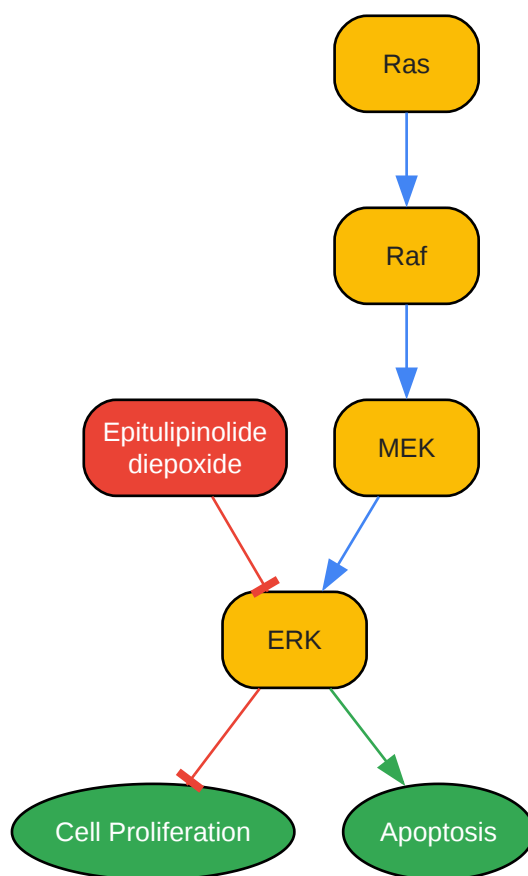 Ras
Raf
Epitulipinolide
diepoxide
MEK
ERK
Cell Proliferation
Apoptosis